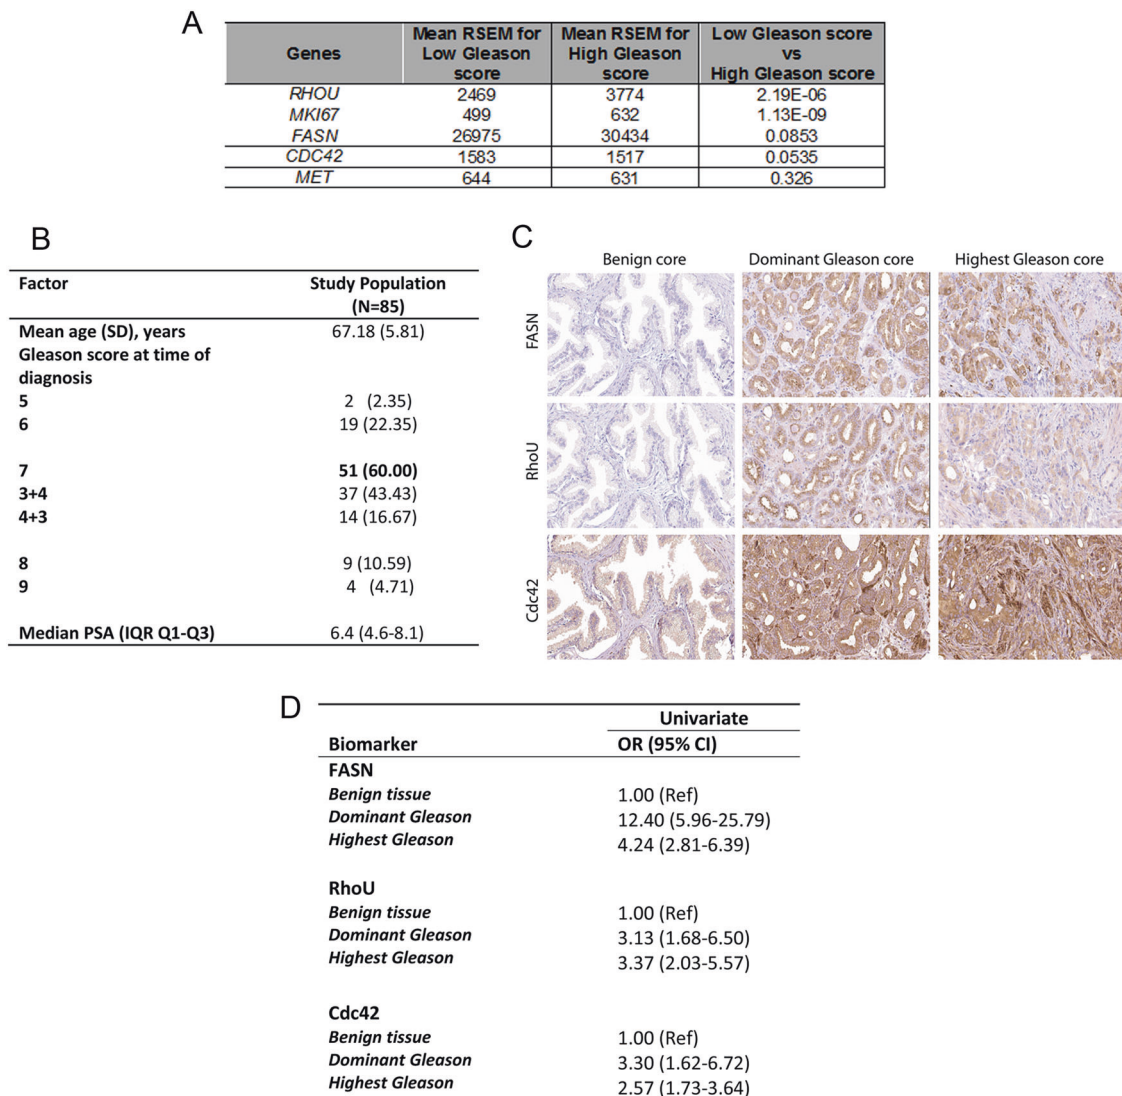 A
Genes Mean RSEM for Low Gleason score Mean RSEM for High Gleason score Low Gleason score vs High Gleason score
RHOU 2469 3774 2.19E-06
MKI67 499 632 1.13E-09
FASN 26975 30434 0.0853
CDC42 1583 1517 0.0535
MET 644 631 0.326
B
Factor Study Population
(N=85)
Mean age (SD), years 67.18 (5.81)
Gleason score at time of
diagnosis
5 2 (2.35)
6 19 (22.35)
7 51 (60.00)
3+4 37 (43.43)
4+3 14 (16.67)
8 9 (10.59)
9 4 (4.71)
Median PSA (IQR Q1-Q3) 6.4 (4.6-8.1)
C
Benign core Dominant Gleason core Highest Gleason core
FASN
RhoU
Cdc42
D
Univariate
Biomarker OR (95% CI)
FASN
Benign tissue 1.00 (Ref)
Dominant Gleason 12.40 (5.96-25.79)
Highest Gleason 4.24 (2.81-6.39)
RhoU
Benign tissue 1.00 (Ref)
Dominant Gleason 3.13 (1.68-6.50)
Highest Gleason 3.37 (2.03-5.57)
Cdc42
Benign tissue 1.00 (Ref)
Dominant Gleason 3.30 (1.62-6.72)
Highest Gleason 2.57 (1.73-3.64)